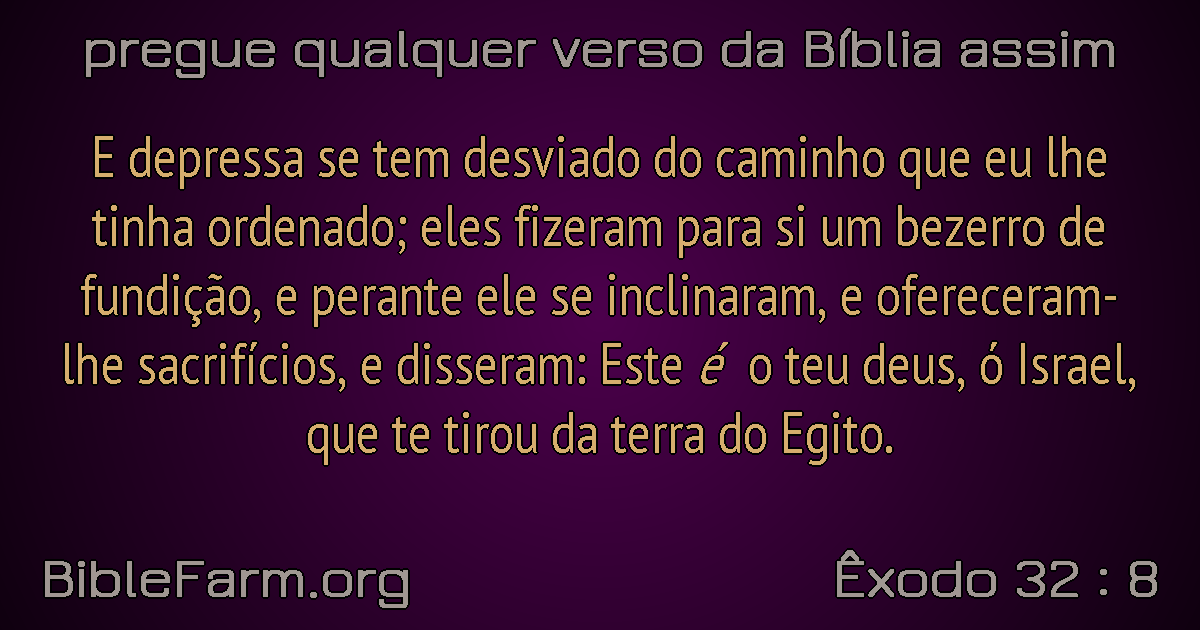 pregue qualquer verso da Bíblia assim
E depressa se tem desviado do caminho que eu lhe
tinha ordenado; eles fizeram para si um bezerro de
fundição, e perante ele se inclinaram, e ofereceram-
lhe sacrifícios, e disseram: Este é o teu deus, ó Israel,
que te tirou da terra do Egito.
BibleFarm.org
Êxodo 32 : 8